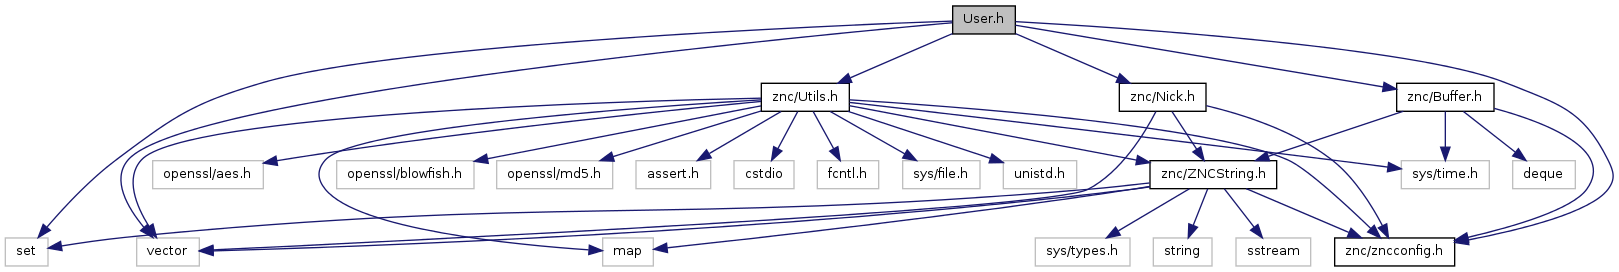 User.h
znc/Utils.h
znc/Nick.h
znc/Buffer.h
openssl/aes.h
openssl/blowfish.h
openssl/md5.h
assert.h
cstdio
fcntl.h
sys/file.h
unistd.h
znc/ZNCString.h
sys/time.h
deque
set
vector
map
sys/types.h
string
sstream
znc/zncconfig.h